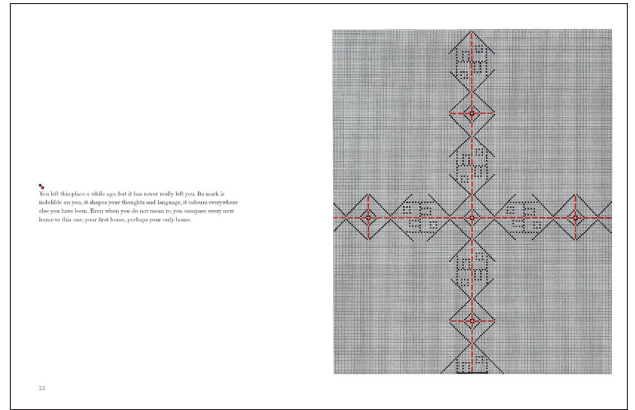 You left this place a while ago, but it has never really left you. Its mark is
indelible on you; it shapes your thoughts and language, it colours everywhere
else you have been. Even when you do not mean to, you compare every new
home to this one, your first home, perhaps your only home.
22